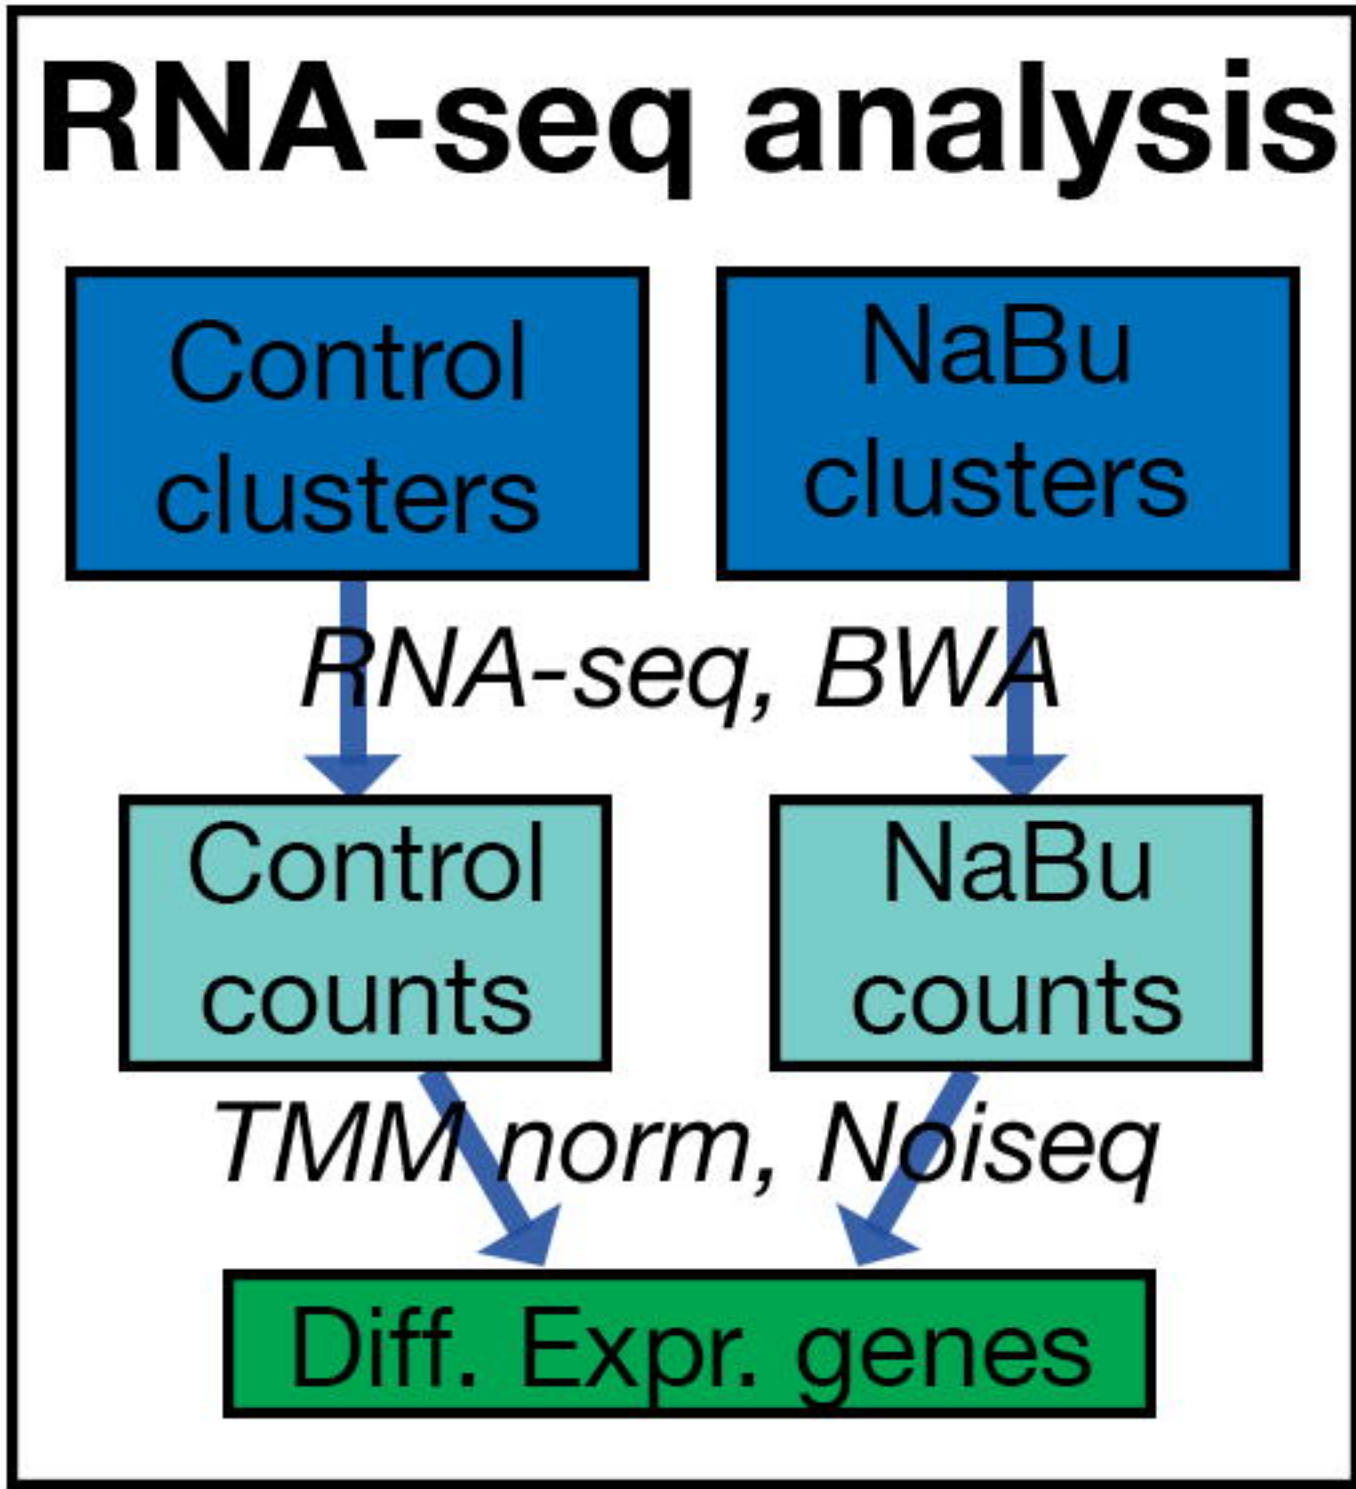 RNA-seq analysis
Control
clusters
NaBu
clusters
RNA-seq, BWA
Control
counts
NaBu
counts
TMM norm, Noiseq
Diff. Expr. genes